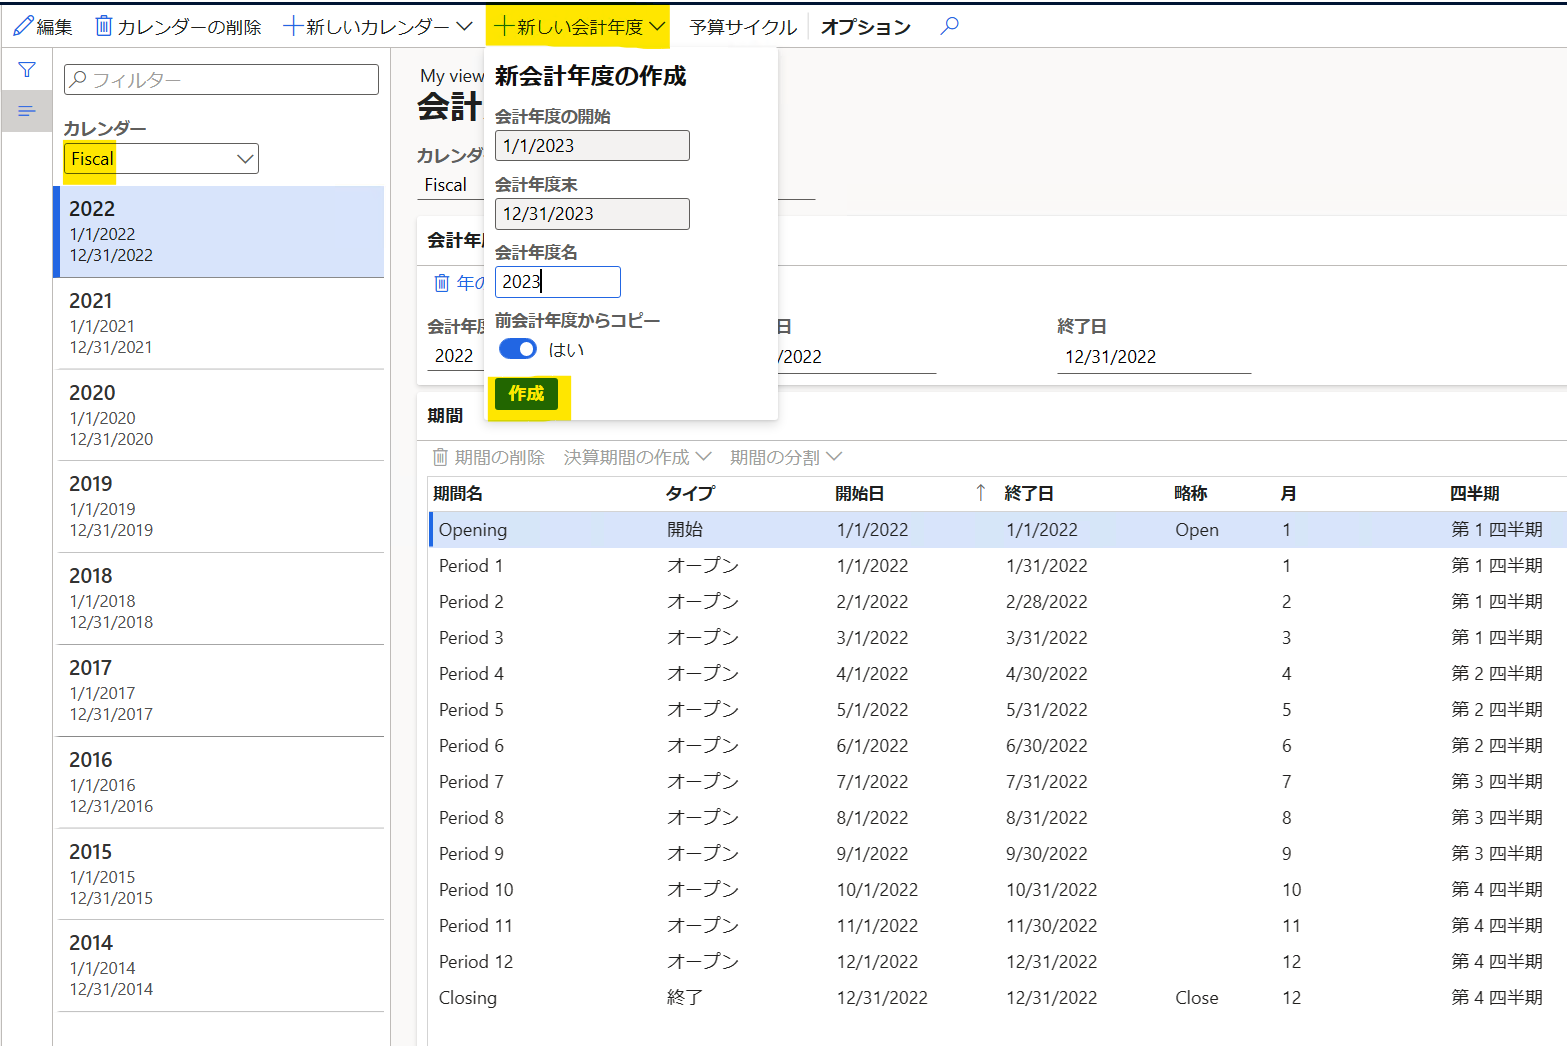 編集 カレンダーの削除 新しいカレンダー 新しい会計年度 予算サイクル オプション
フィルター
カレンダー
Fiscal
2022
1/1/2022
12/31/2022
2021
1/1/2021
12/31/2021
2020
1/1/2020
12/31/2020
2019
1/1/2019
12/31/2019
2018
1/1/2018
12/31/2018
2017
1/1/2017
12/31/2017
2016
1/1/2016
12/31/2016
2015
1/1/2015
12/31/2015
2014
1/1/2014
12/31/2014
My view
会計
カレンダ
Fiscal
新会計年度の作成
会計年度の開始
1/1/2023
会計年度末
12/31/2023
会計年度名
2023
前会計年度からコピー
はい
作成
会計年
年の
会計年 日 終了日
2022 /2022 12/31/2022
期間
期間の削除 決算期間の作成 期間の分割
期間名 タイプ 開始日 終了日 略称 月 四半期
Opening 開始 1/1/2022 1/1/2022 Open 1 第 1 四半期
Period 1 オープン 1/1/2022 1/31/2022 1 第 1 四半期
Period 2 オープン 2/1/2022 2/28/2022 2 第 1 四半期
Period 3 オープン 3/1/2022 3/31/2022 3 第 1 四半期
Period 4 オープン 4/1/2022 4/30/2022 4 第 2 四半期
Period 5 オープン 5/1/2022 5/31/2022 5 第 2 四半期
Period 6 オープン 6/1/2022 6/30/2022 6 第 2 四半期
Period 7 オープン 7/1/2022 7/31/2022 7 第 3 四半期
Period 8 オープン 8/1/2022 8/31/2022 8 第 3 四半期
Period 9 オープン 9/1/2022 9/30/2022 9 第 3 四半期
Period 10 オープン 10/1/2022 10/31/2022 10 第 4 四半期
Period 11 オープン 11/1/2022 11/30/2022 11 第 4 四半期
Period 12 オープン 12/1/2022 12/31/2022 12 第 4 四半期
Closing 終了 12/31/2022 12/31/2022 Close 12 第 4 四半期